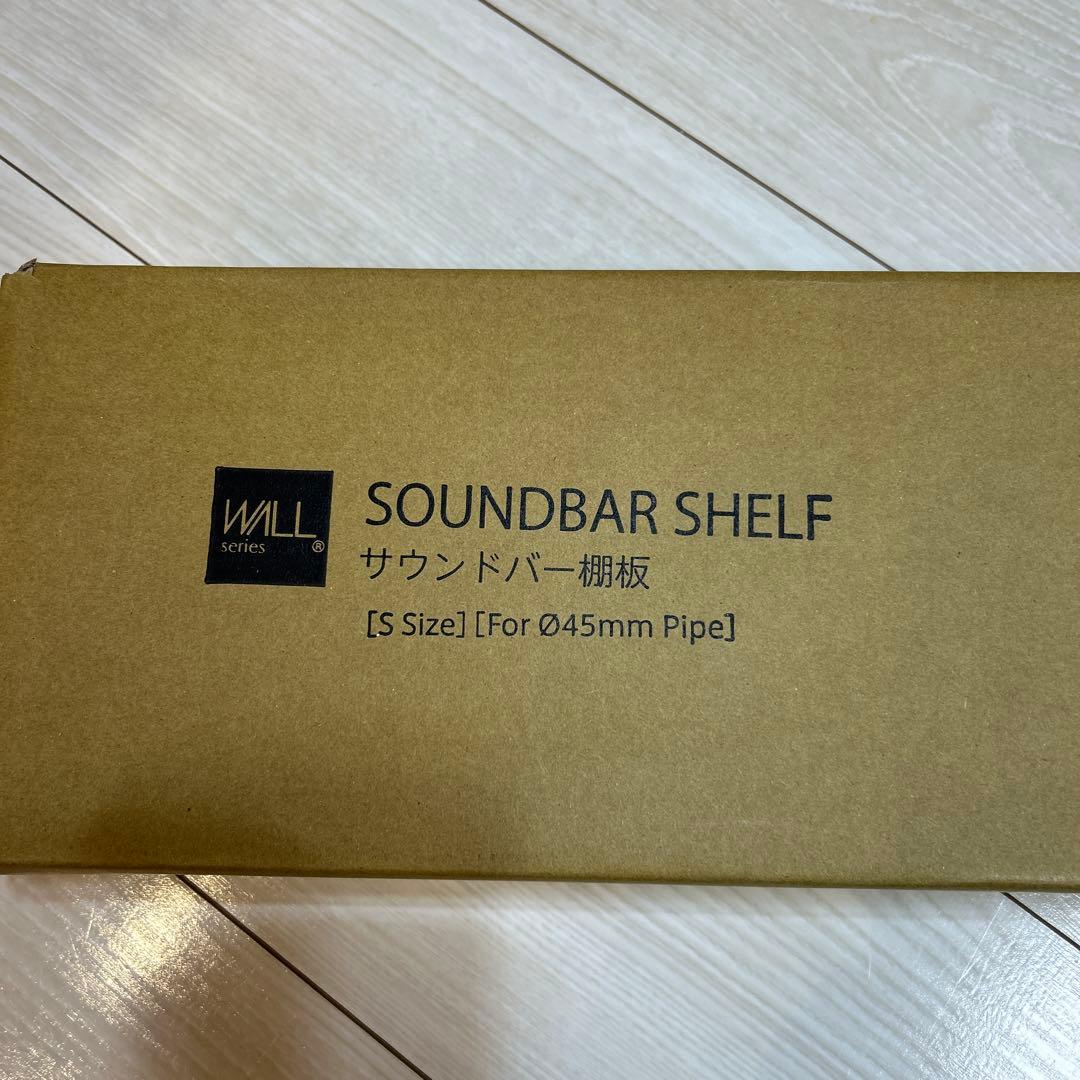 WALL
series ®
SOUNDBAR SHELF
サウンドバー棚板
[S Size] [For Ø45mm Pipe]